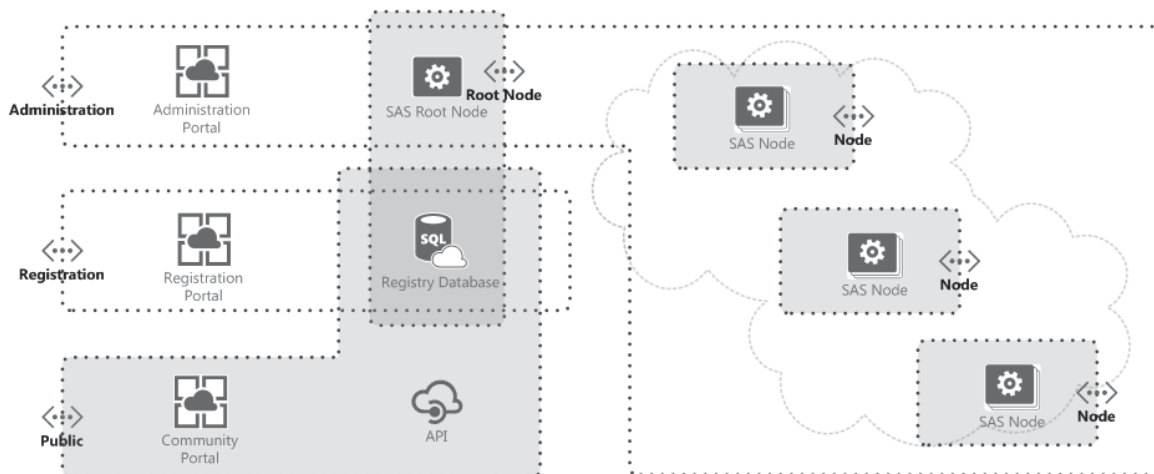 Administration
Administration
Portal
SAS Root Node
Root Node
SAS Node
Node
Registration
Registration
Portal
SQL
Registry Database
SAS Node
Node
Public
Community
Portal
API
SAS Node
Node